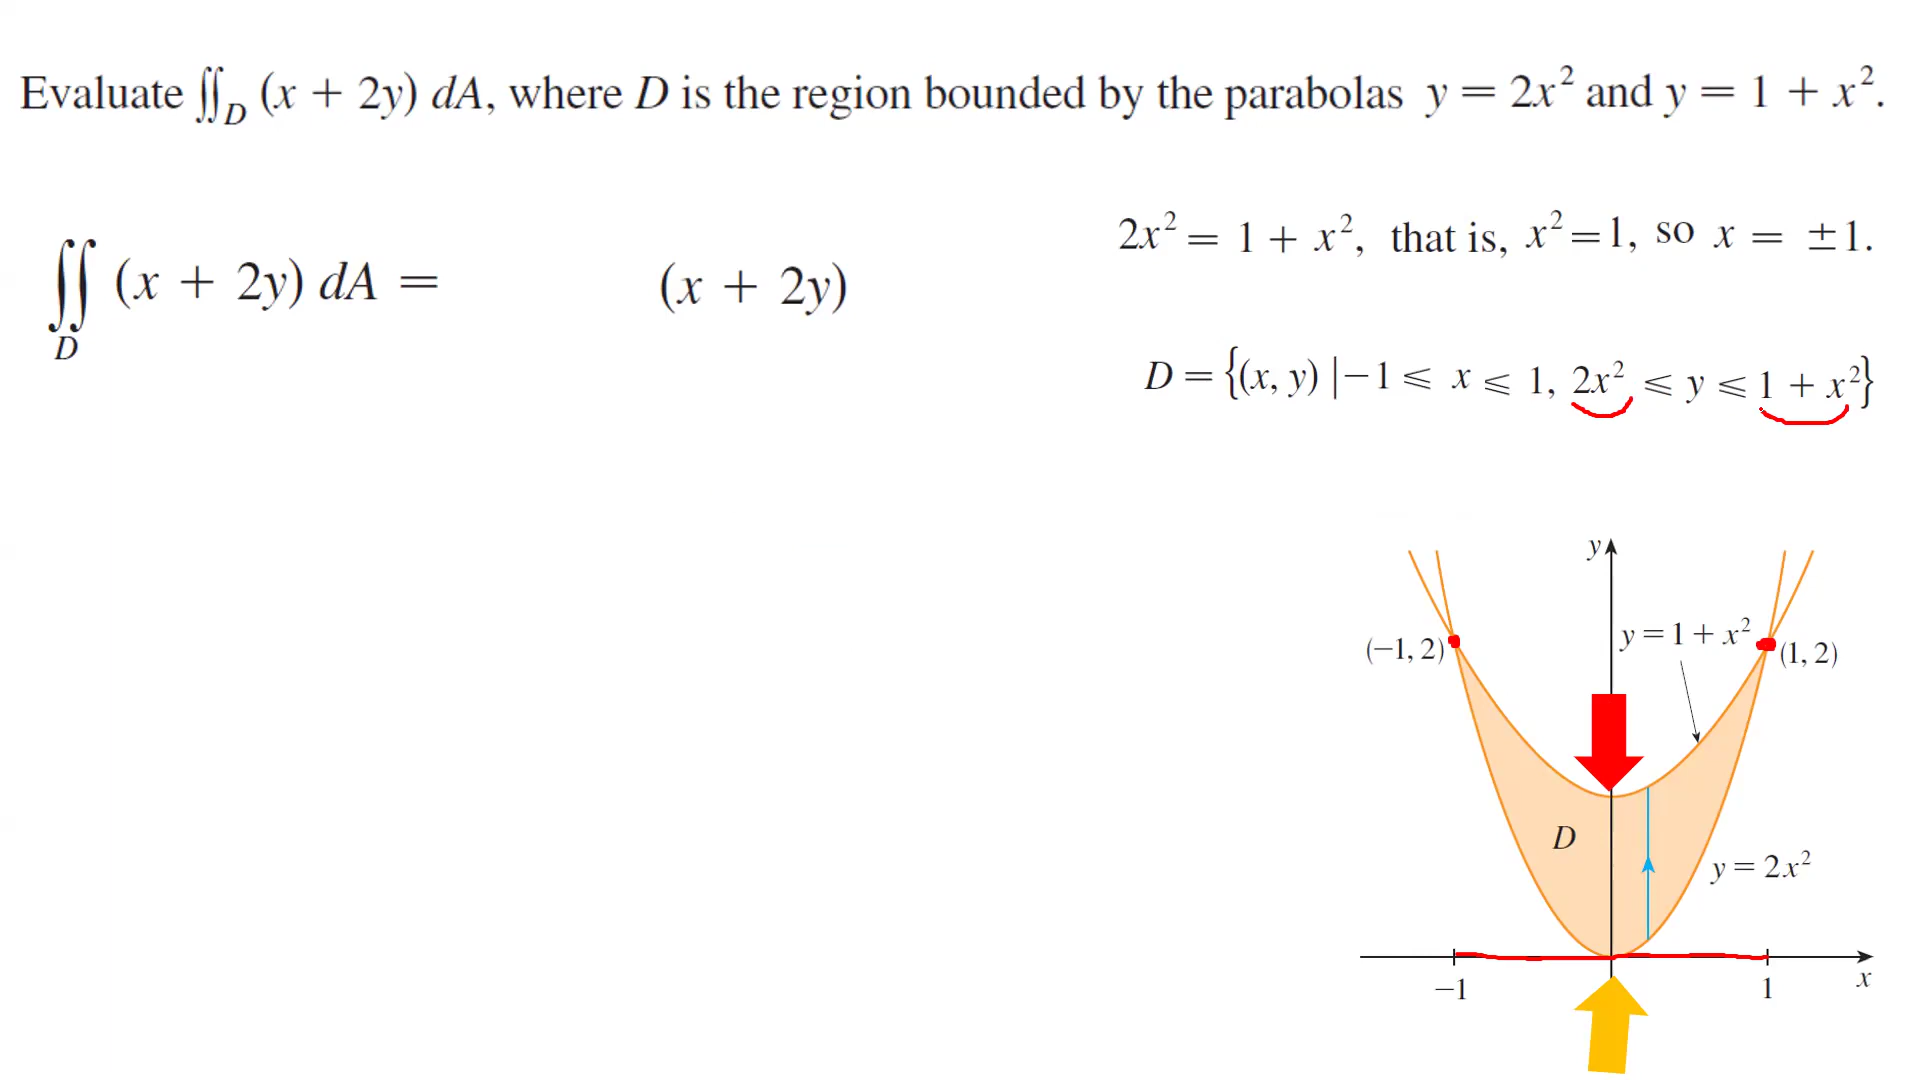 Evaluate ∬_D (x + 2y) dA, where D is the region bounded by the parabolas y = 2x² and y = 1 + x².
2x² = 1 + x², that is, x² = 1, so x = ±1.
∬_D (x + 2y) dA = (x + 2y)
D = {(x, y) | −1 ⩽ x ⩽ 1, 2x² ⩽ y ⩽ 1 + x²}
y
y = 1 + x²
(−1, 2)
(1, 2)
D
y = 2x²
−1
1
x